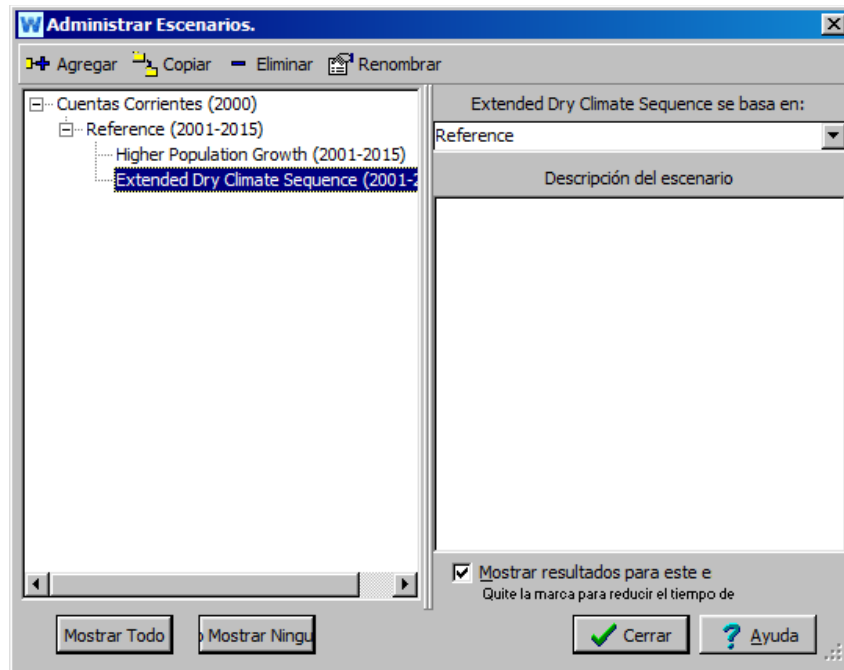 Administrar Escenarios.
Agregar Copiar Eliminar Renombrar
Cuentas Corrientes (2000)
Reference (2001-2015)
Higher Population Growth (2001-2015)
Extended Dry Climate Sequence (2001-2
Extended Dry Climate Sequence se basa en:
Reference
Descripción del escenario
Mostrar resultados para este e
Quite la marca para reducir el tiempo de
Mostrar Todo
o Mostrar Ningu
Cerrar
Ayuda